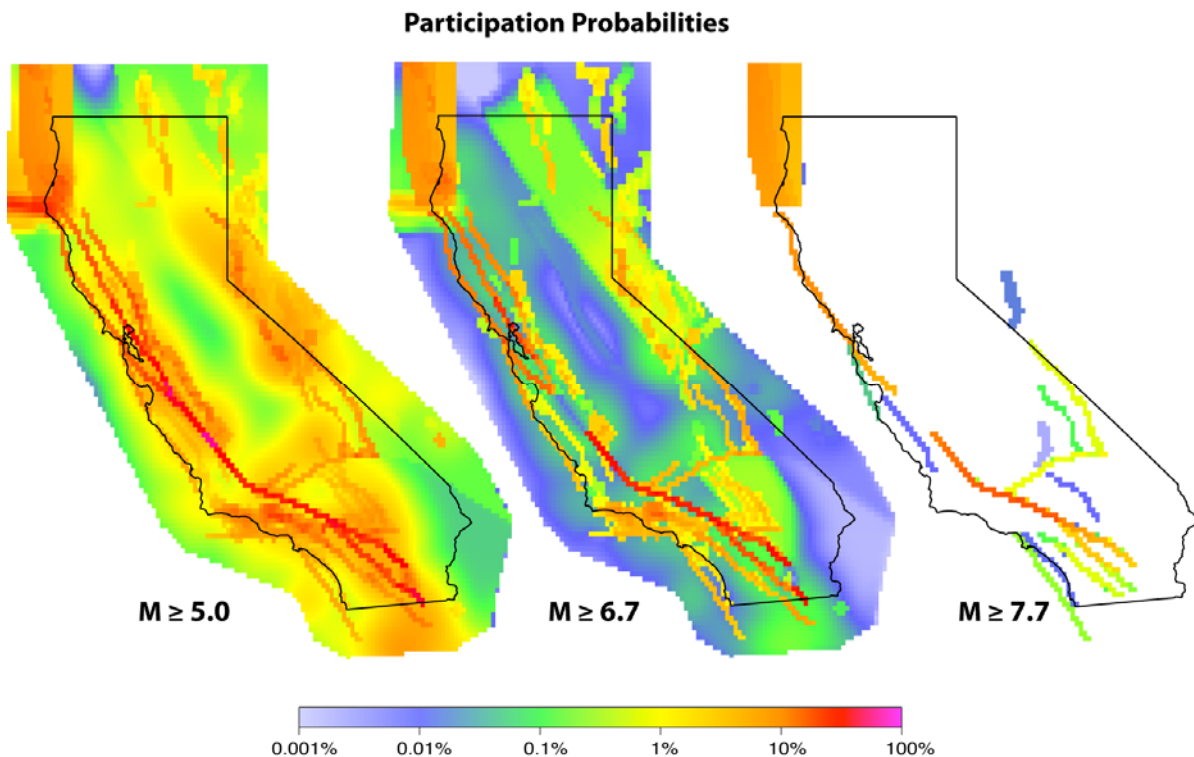 Participation Probabilities
M ≥ 5.0
M ≥ 6.7
M ≥ 7.7
0.001% 0.01% 0.1% 1% 10% 100%